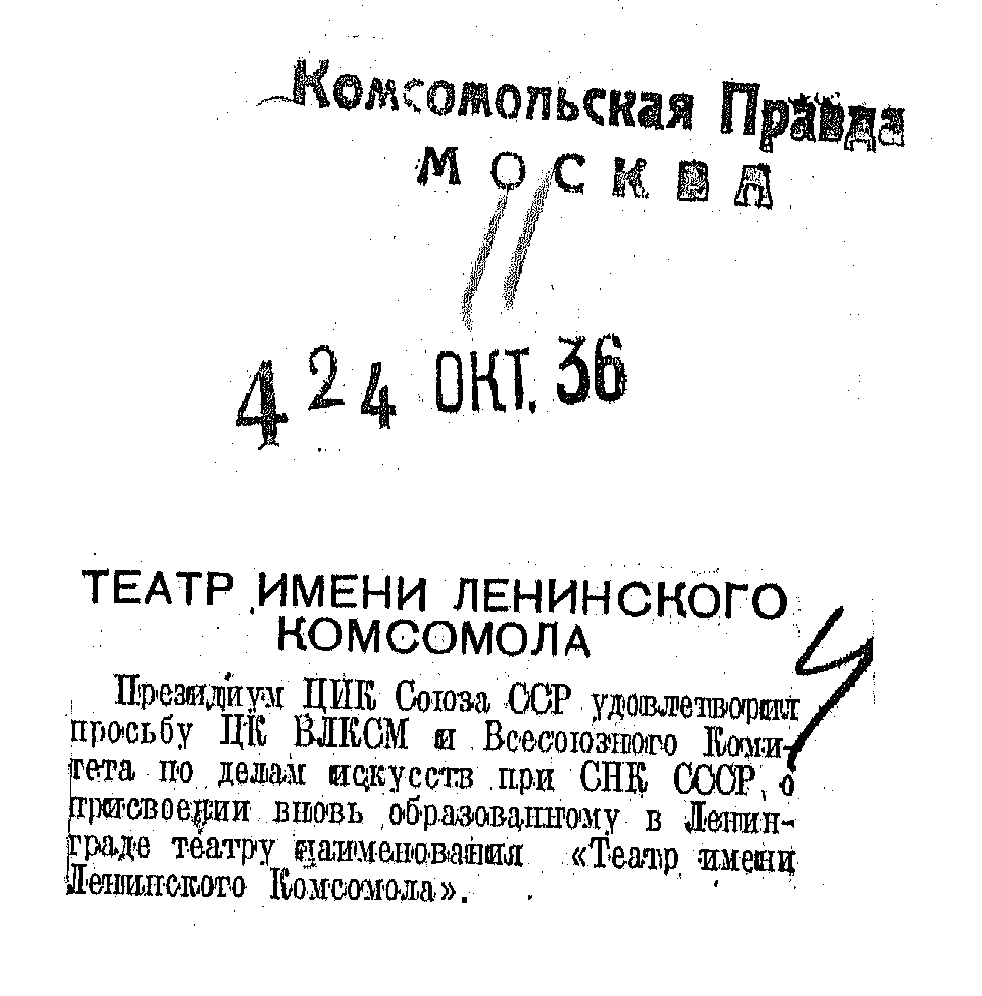 Комсомольская Правда
МОСКВА
4 24 ОКТ. 36
ТЕАТР ИМЕНИ ЛЕНИНСКОГО
КОМСОМОЛА
Президиум ЦИК Союза ССР удовлетворил
просьбу ЦК ВЛКСМ и Всесоюзного Коми-
тета по делам искусств при СНК СССР о
присвоении вновь образованному в Ленин-
граде театру наименования «Театр имени
Ленинского Комсомола».